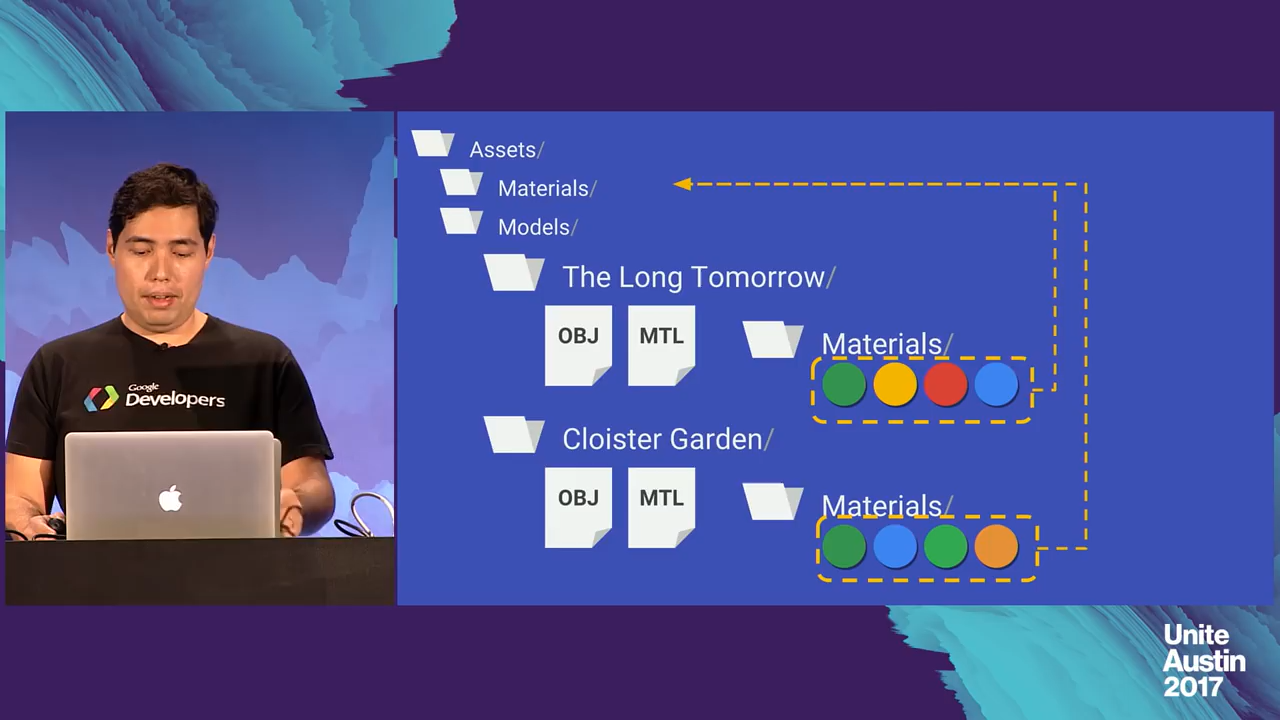 Assets/
Materials/
Models/
The Long Tomorrow/
OBJ
MTL
Materials/
Cloister Garden/
OBJ
MTL
Materials/
Google
Developers
Unite
Austin
2017